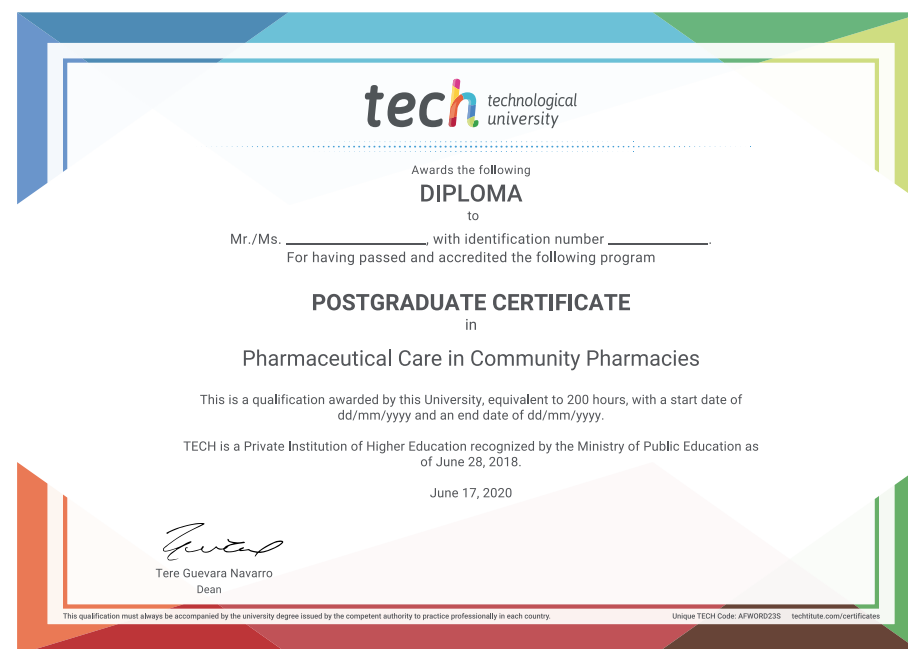 tech technological
university
Awards the following
DIPLOMA
to
Mr./Ms. ____________________, with identification number ______________.
For having passed and accredited the following program
POSTGRADUATE CERTIFICATE
in
Pharmaceutical Care in Community Pharmacies
This is a qualification awarded by this University, equivalent to 200 hours, with a start date of
dd/mm/yyyy and an end date of dd/mm/yyyy.
TECH is a Private Institution of Higher Education recognized by the Ministry of Public Education as
of June 28, 2018.
June 17, 2020
Tere Guevara Navarro
Dean
This qualification must always be accompanied by the university degree issued by the competent authority to practice professionally in each country. Unique TECH Code: AFWORD23S techtitute.com/certificates